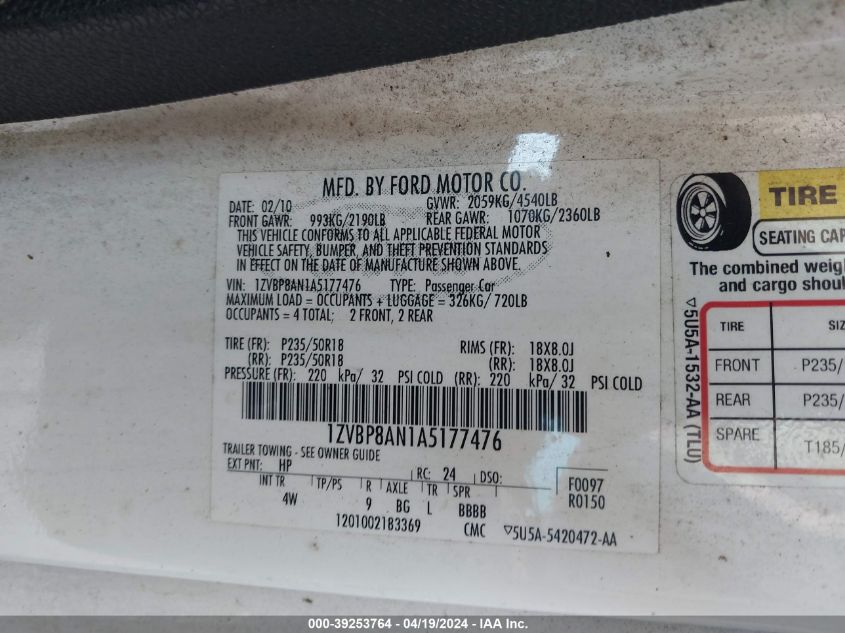 MFD. BY FORD MOTOR CO.
DATE: 02/10 GVWR: 2059KG/4540LB
FRONT GAWR: 993KG/2190LB REAR GAWR: 1070KG/2360LB
THIS VEHICLE CONFORMS TO ALL APPLICABLE FEDERAL MOTOR
VEHICLE SAFETY, BUMPER, AND THEFT PREVENTION STANDARDS
IN EFFECT ON THE DATE OF MANUFACTURE SHOWN ABOVE.
VIN: 1ZVBP8AN1A5177476 TYPE: Passenger Car
MAXIMUM LOAD = OCCUPANTS + LUGGAGE = 326KG/ 720LB
OCCUPANTS = 4 TOTAL; 2 FRONT, 2 REAR
TIRE (FR): P235/50R18 RIMS (FR): 18X8.0J
(RR): P235/50R18 (RR): 18X8.0J
PRESSURE (FR): 220 kPa/ 32 PSI COLD (RR): 220 kPa/ 32 PSI COLD
1ZVBP8AN1A5177476
TRAILER TOWING - SEE OWNER GUIDE
EXT PNT: HP RC: 24 DSO: F0097
INT TR TP/PS R AXLE TR SPR R0150
4W 9 BG L BBBB
1201002183369 CMC ▽5U5A-5420472-AA
TIRE
SEATING CAP
The combined weigh
and cargo shoul
▽5U5A-1532-AA (TLU)
TIRE SIZ
FRONT P235/
REAR P235/
SPARE T185/
000-39253764 - 04/19/2024 - IAA Inc.